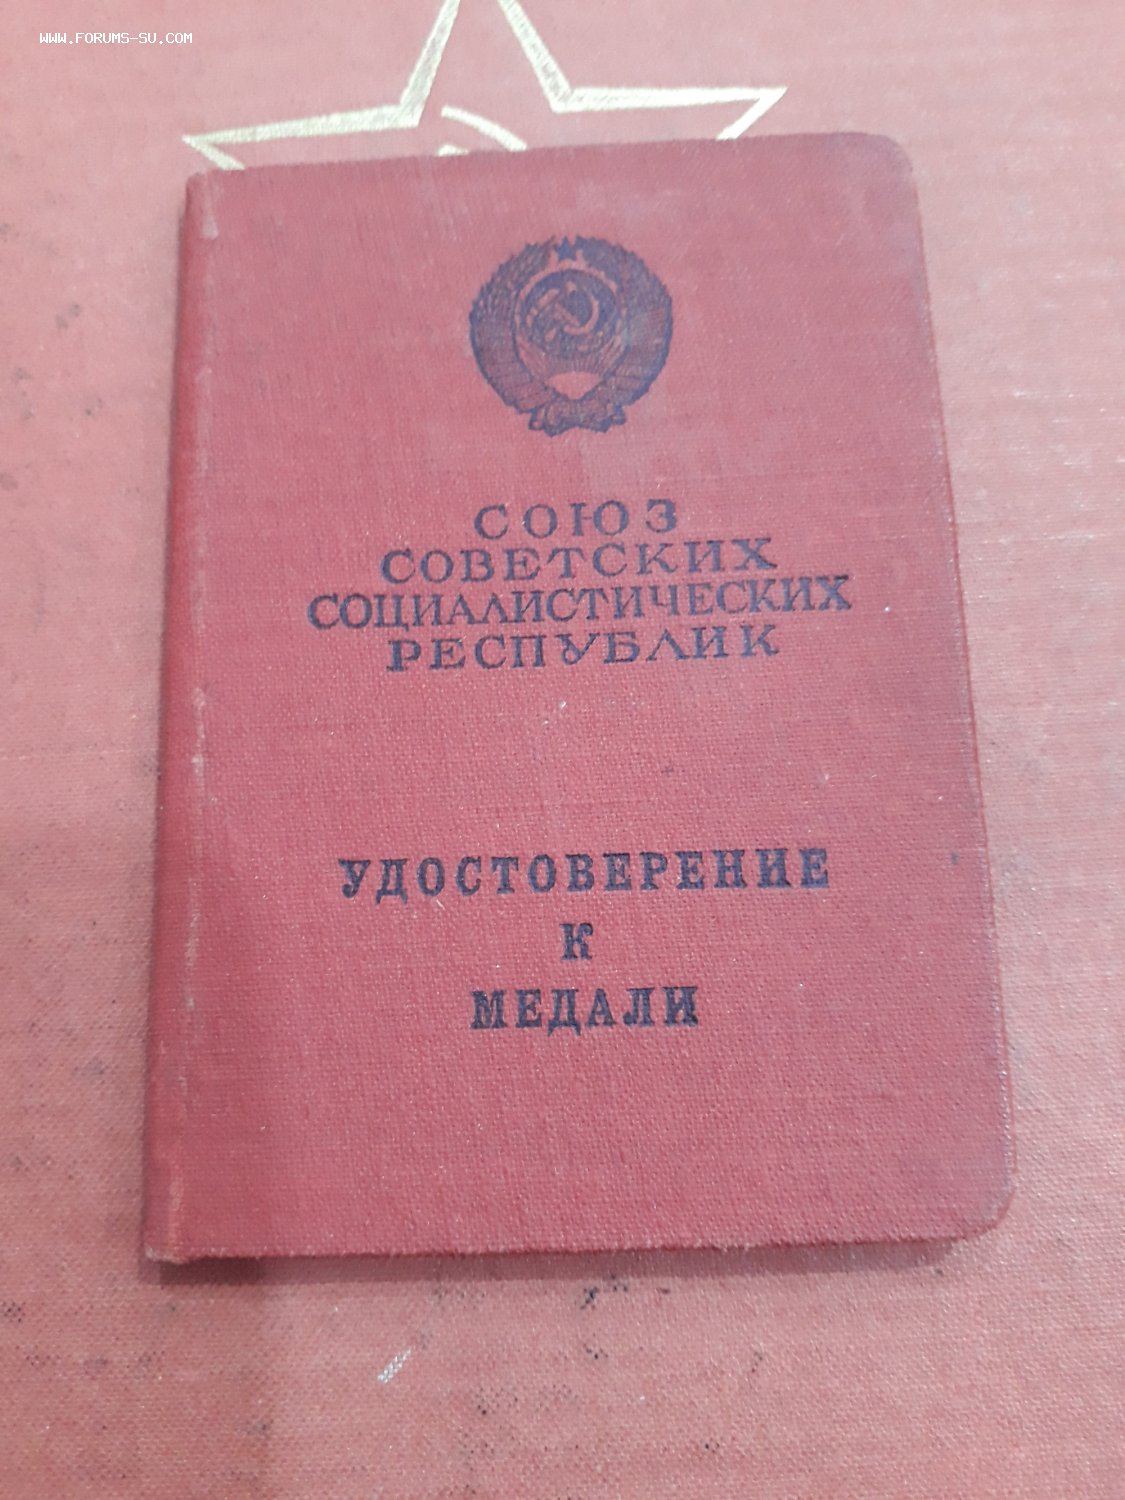 WWW.FORUMS-SU.COM
СОЮЗ
СОВЕТСКИХ
СОЦИАЛИСТИЧЕСКИХ
РЕСПУБЛИК
УДОСТОВЕРЕНИЕ
К
МЕДАЛИ